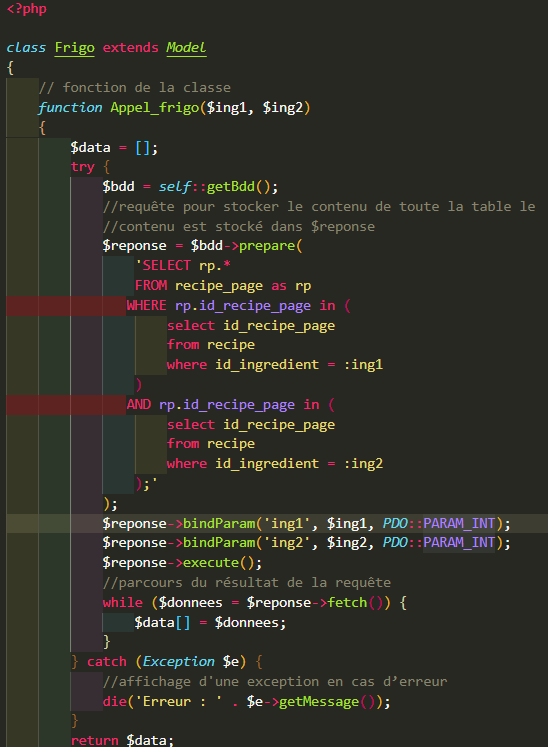 <?php
class Frigo extends Model
{
// fonction de la classe
function Appel_frigo($ing1, $ing2)
{
$data = [];
try {
$bdd = self::getBdd();
//requête pour stocker le contenu de toute la table le
//contenu est stocké dans $reponse
$reponse = $bdd->prepare(
'SELECT rp.*
FROM recipe_page as rp
WHERE rp.id_recipe_page in (
select id_recipe_page
from recipe
where id_ingredient = :ing1
)
AND rp.id_recipe_page in (
select id_recipe_page
from recipe
where id_ingredient = :ing2
);'
);
$reponse->bindParam('ing1', $ing1, PDO::PARAM_INT);
$reponse->bindParam('ing2', $ing2, PDO::PARAM_INT);
$reponse->execute();
//parcours du résultat de la requête
while ($donnees = $reponse->fetch()) {
$data[] = $donnees;
}
} catch (Exception $e) {
//affichage d'une exception en cas d’erreur
die('Erreur : ' . $e->getMessage());
}
return $data;